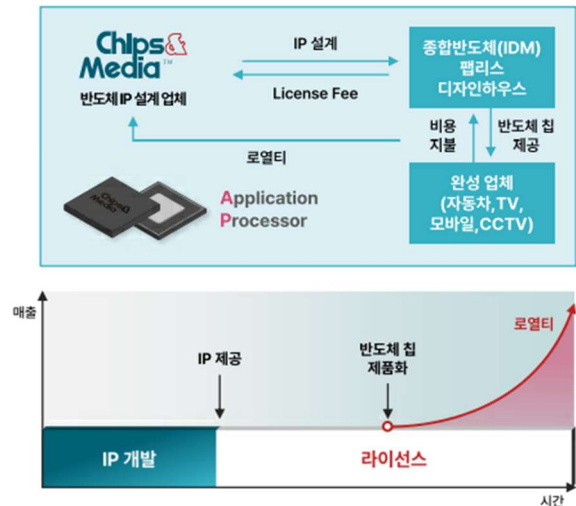 Chips&
Media™
반도체 IP 설계 업체
IP 설계
License Fee
종합반도체(IDM)
팹리스
디자인하우스
로열티
비용
지불
반도체 칩
제공
Chips&
Media
Application
Processor
완성 업체
(자동차,TV,
모바일,CCTV)
매출
IP 제공
반도체 칩
제품화
로열티
IP 개발
라이선스
시간